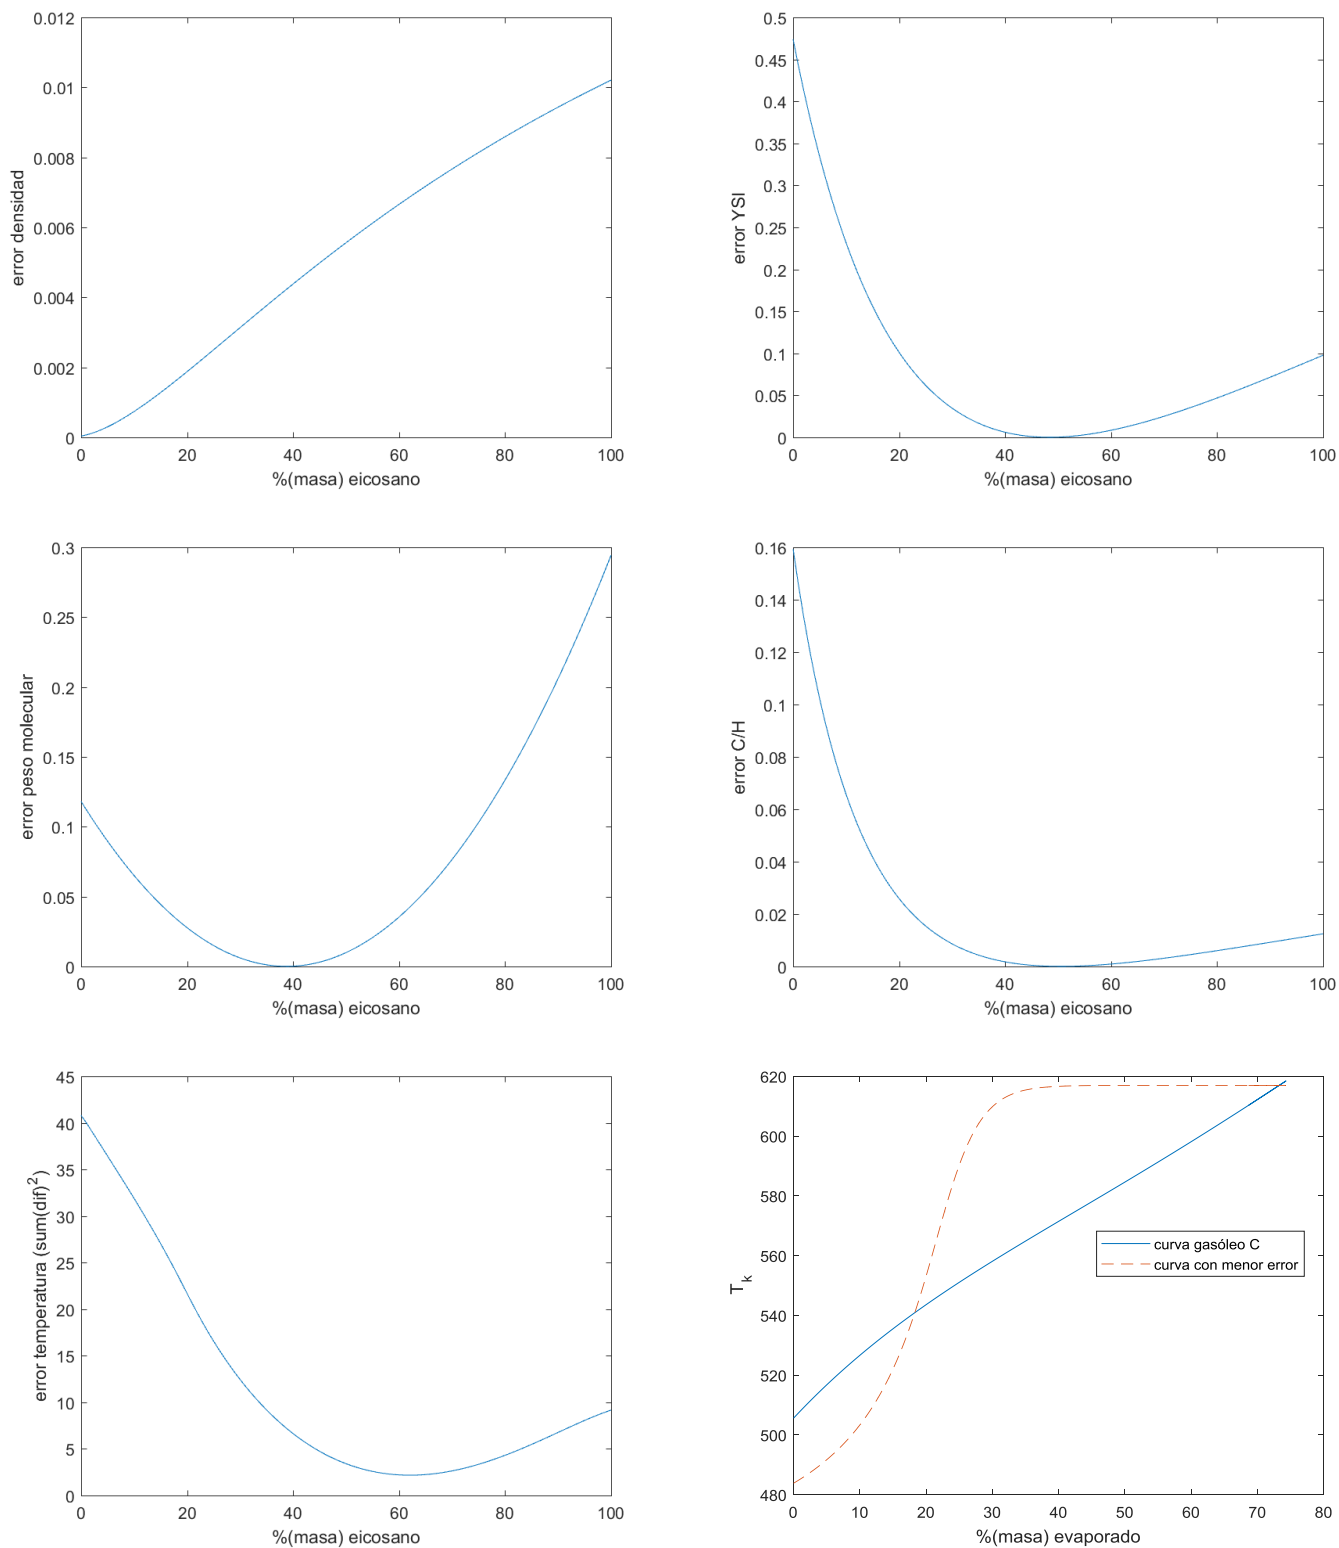 0.012
0.01
0.008
0.006
0.004
0.002
0
error densidad
0 20 40 60 80 100
%(masa) eicosano
0.5
0.45
0.4
0.35
0.3
0.25
0.2
0.15
0.1
0.05
0
error YSI
0 20 40 60 80 100
%(masa) eicosano
0.3
0.25
0.2
0.15
0.1
0.05
0
error peso molecular
0 20 40 60 80 100
%(masa) eicosano
0.16
0.14
0.12
0.1
0.08
0.06
0.04
0.02
0
error C/H
0 20 40 60 80 100
%(masa) eicosano
45
40
35
30
25
20
15
10
5
0
error temperatura (sum(dif)²)
0 20 40 60 80 100
%(masa) eicosano
620
600
580
560
540
520
500
480
T_k
curva gasóleo C
curva con menor error
0 10 20 30 40 50 60 70 80
%(masa) evaporado